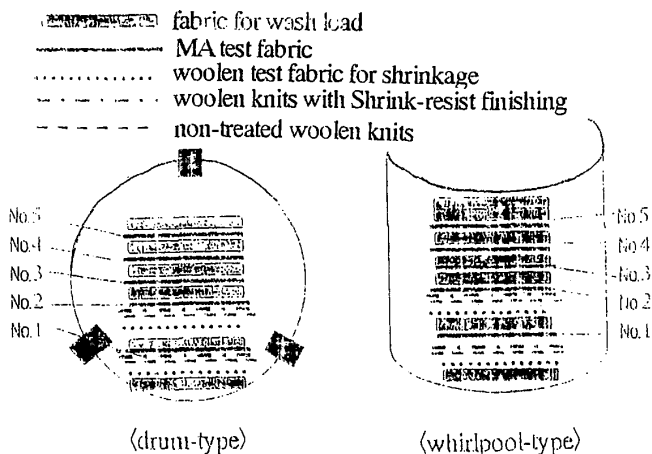 fabric for wash load
MA test fabric
woolen test fabric for shrinkage
woolen knits with Shrink-resist finishing
non-treated woolen knits
No.5
No.4
No.3
No.2
No.1
No.5
No.4
No.3
No.2
No.1
⟨drum-type⟩
⟨whirlpool-type⟩